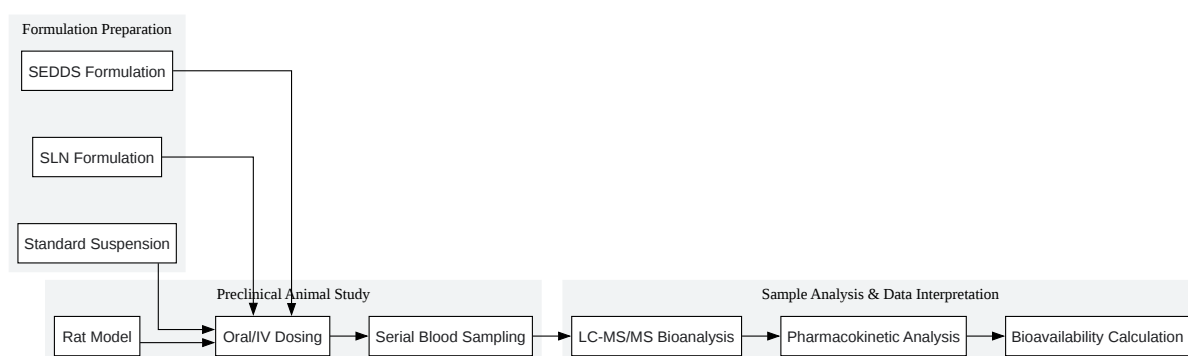 Formulation Preparation
SEDDS Formulation
SLN Formulation
Standard Suspension
Preclinical Animal Study
Rat Model
Oral/IV Dosing
Serial Blood Sampling
Sample Analysis & Data Interpretation
LC-MS/MS Bioanalysis
Pharmacokinetic Analysis
Bioavailability Calculation